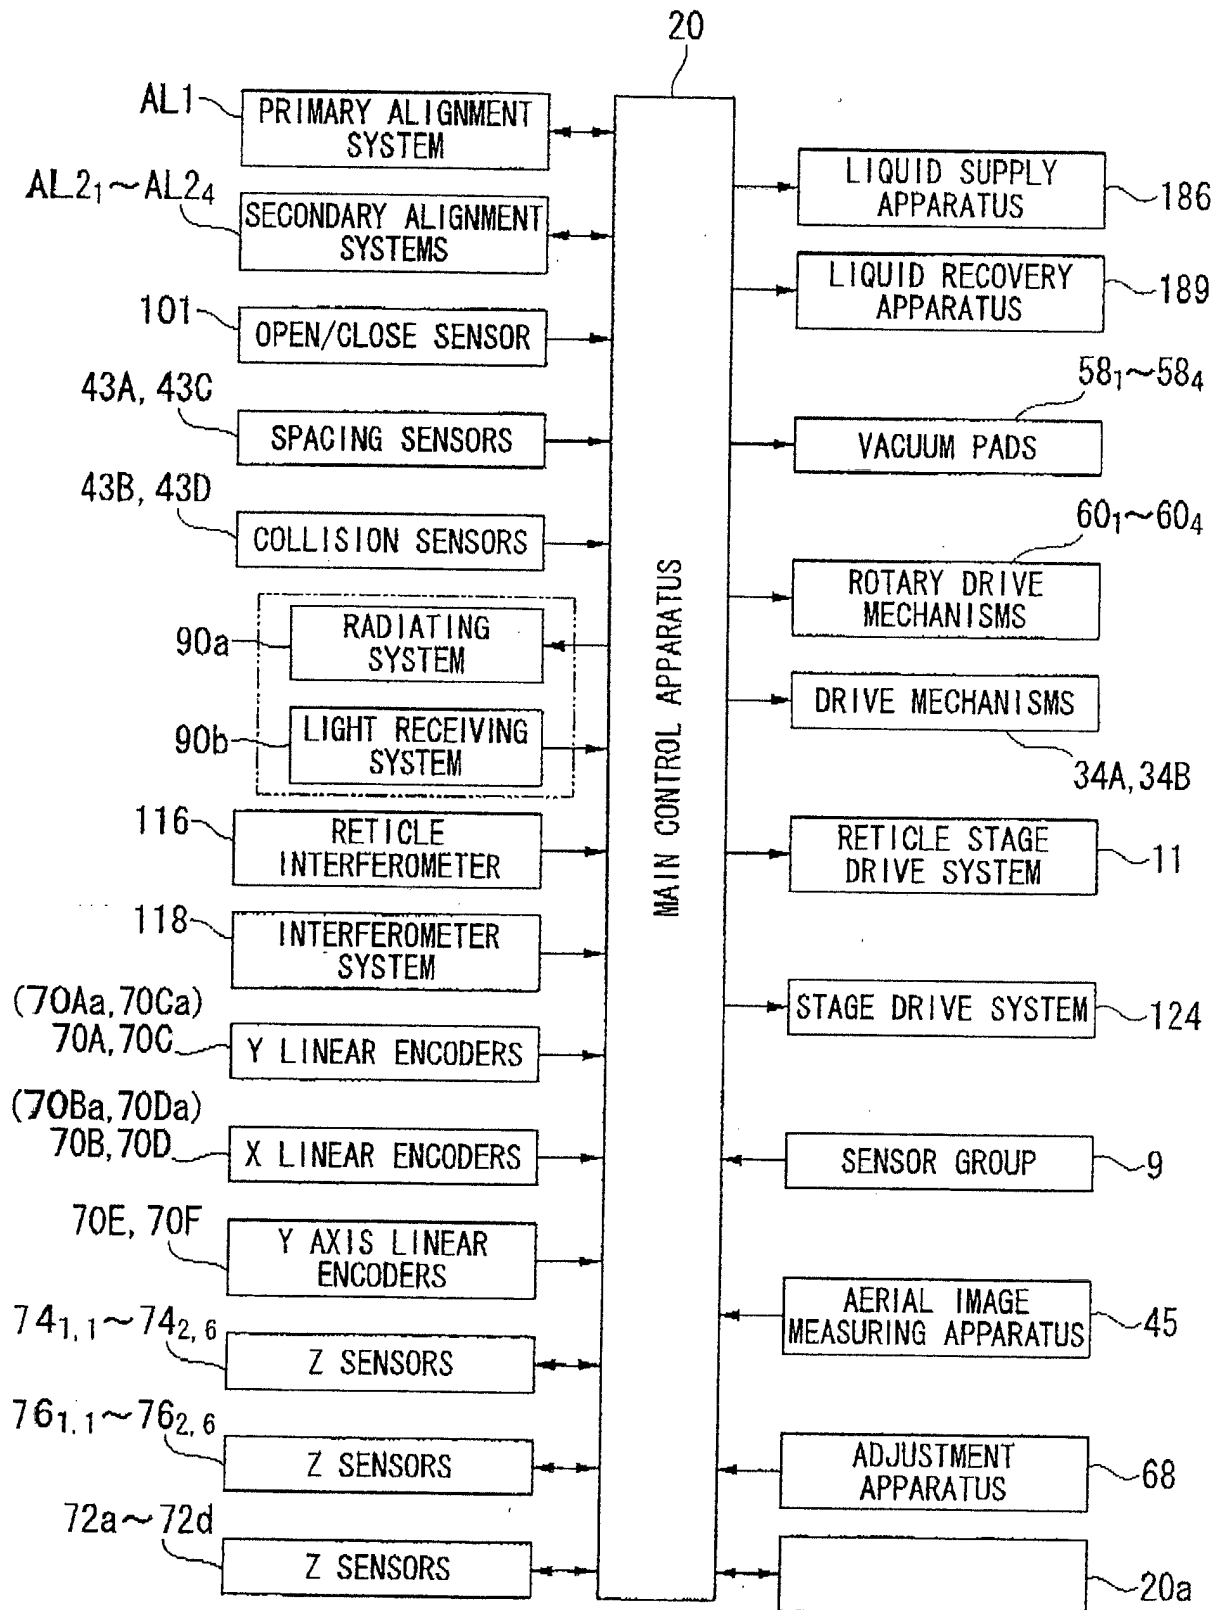 20
AL1
PRIMARY ALIGNMENT
SYSTEM
AL2₁~AL2₄
SECONDARY ALIGNMENT
SYSTEMS
101
OPEN/CLOSE SENSOR
43A, 43C
SPACING SENSORS
43B, 43D
COLLISION SENSORS
90a
RADIATING
SYSTEM
90b
LIGHT RECEIVING
SYSTEM
116
RETICLE
INTERFEROMETER
118
INTERFEROMETER
SYSTEM
(70Aa, 70Ca)
70A, 70C
Y LINEAR ENCODERS
(70Ba, 70Da)
70B, 70D
X LINEAR ENCODERS
70E, 70F
Y AXIS LINEAR
ENCODERS
74₁,₁~74₂,₆
Z SENSORS
76₁,₁~76₂,₆
Z SENSORS
72a~72d
Z SENSORS
MAIN CONTROL APPARATUS
LIQUID SUPPLY
APPARATUS
186
LIQUID RECOVERY
APPARATUS
189
58₁~58₄
VACUUM PADS
60₁~60₄
ROTARY DRIVE
MECHANISMS
DRIVE MECHANISMS
34A, 34B
RETICLE STAGE
DRIVE SYSTEM
11
STAGE DRIVE SYSTEM
124
SENSOR GROUP
9
AERIAL IMAGE
MEASURING APPARATUS
45
ADJUSTMENT
APPARATUS
68
20a